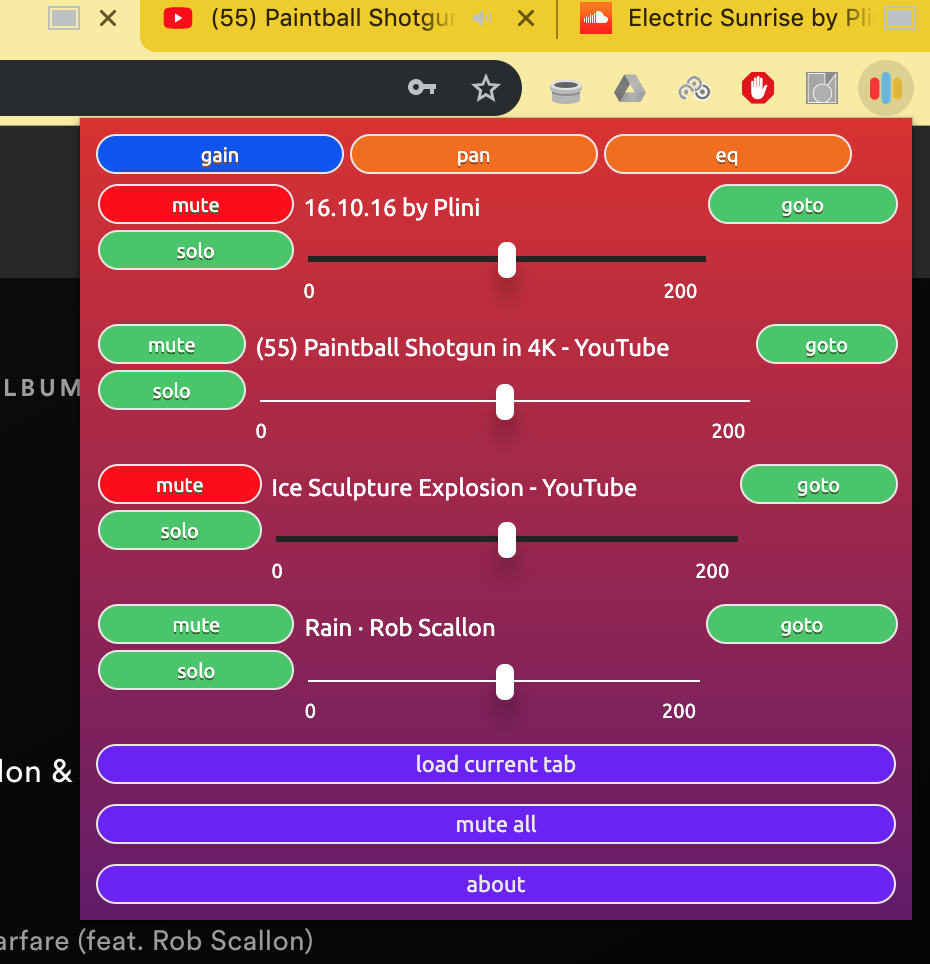 (55) Paintball Shotgun
Electric Sunrise by Plini
gain
pan
eq
mute
16.10.16 by Plini
goto
solo
0
200
mute
(55) Paintball Shotgun in 4K - YouTube
goto
solo
0
200
LBUM
mute
Ice Sculpture Explosion - YouTube
goto
solo
0
200
mute
Rain · Rob Scallon
goto
solo
0
200
load current tab
lon &
mute all
about
arfare (feat. Rob Scallon)